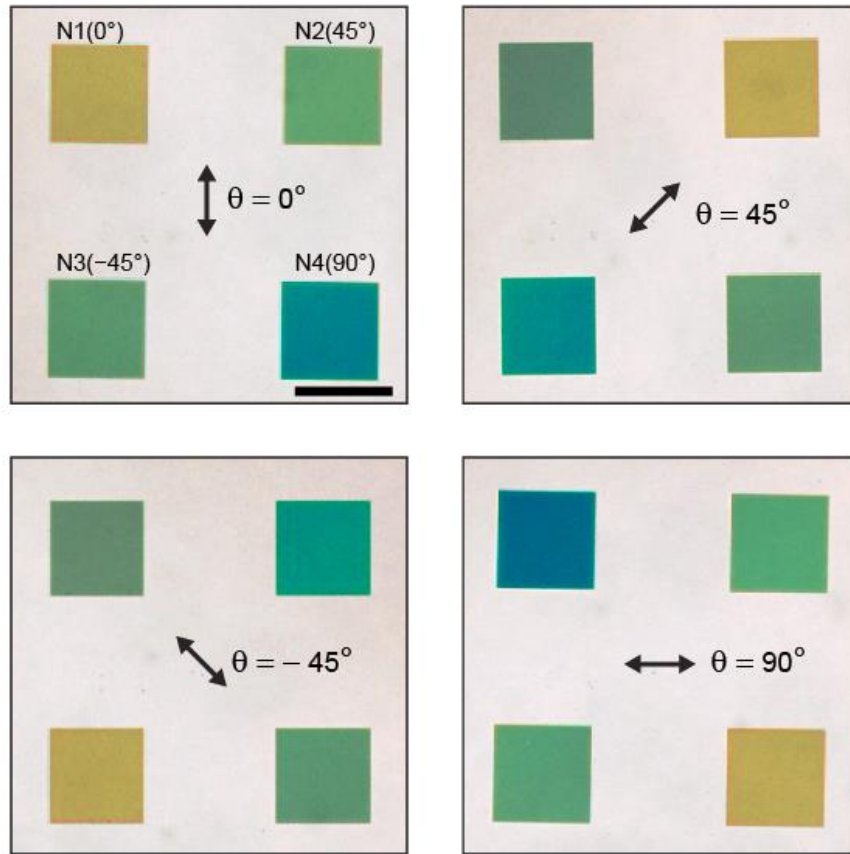 N1(0°) N2(45°)
θ = 0°
N3(−45°) N4(90°)
θ = 45°
θ = − 45°
θ = 90°